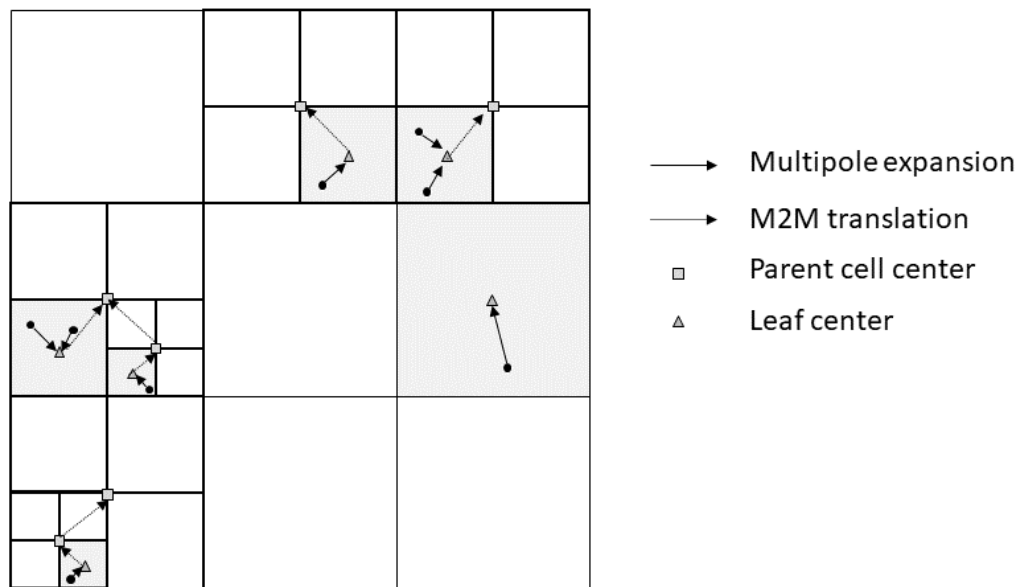 Multipole expansion
M2M translation
Parent cell center
Leaf center